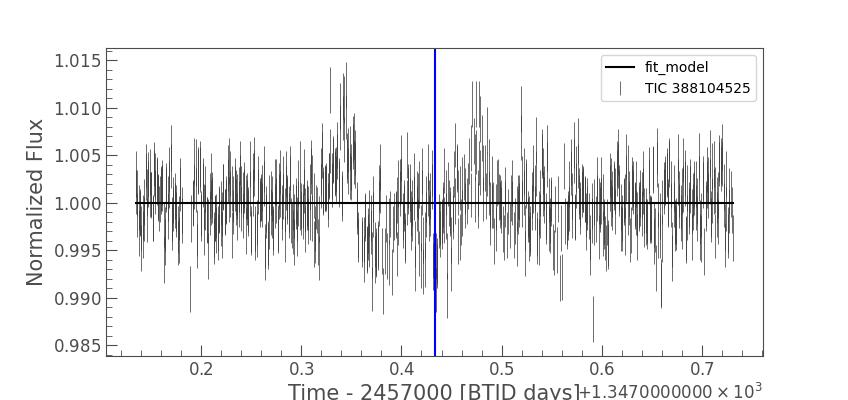 1.015
1.010
1.005
1.000
0.995
0.990
0.985
Normalized Flux
fit_model
TIC 388104525
0.2 0.3 0.4 0.5 0.6 0.7
Time - 2457000 [BTJD days]
+1.3470000000 × 10³